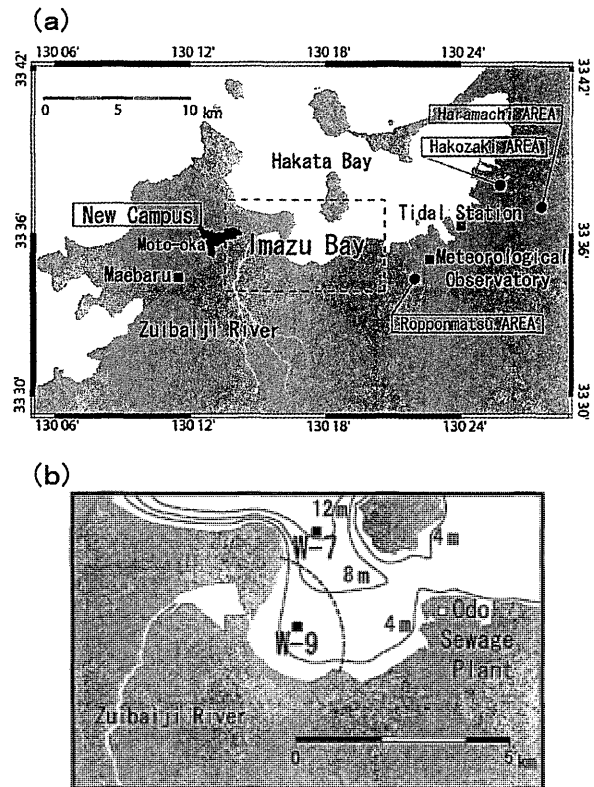 (a)
130 06′ 130 12′ 130 18′ 130 24′
33 42′ 33 42′
0 5 10 km
Haramachi AREA
Hakozaki AREA
Hakata Bay
New Campus
Tidal Station
33 36′ Moto-oka Imazu Bay 33 36′
Maebaru Meteorological
Observatory
Ropponmatsu AREA
Zuibaiji River
33 30′ 33 30′
130 06′ 130 12′ 130 18′ 130 24′
(b)
12m
W-7 4m
8m
4m Odo
W-9 Sewage
Plant
Zuibaiji River
0 5 km